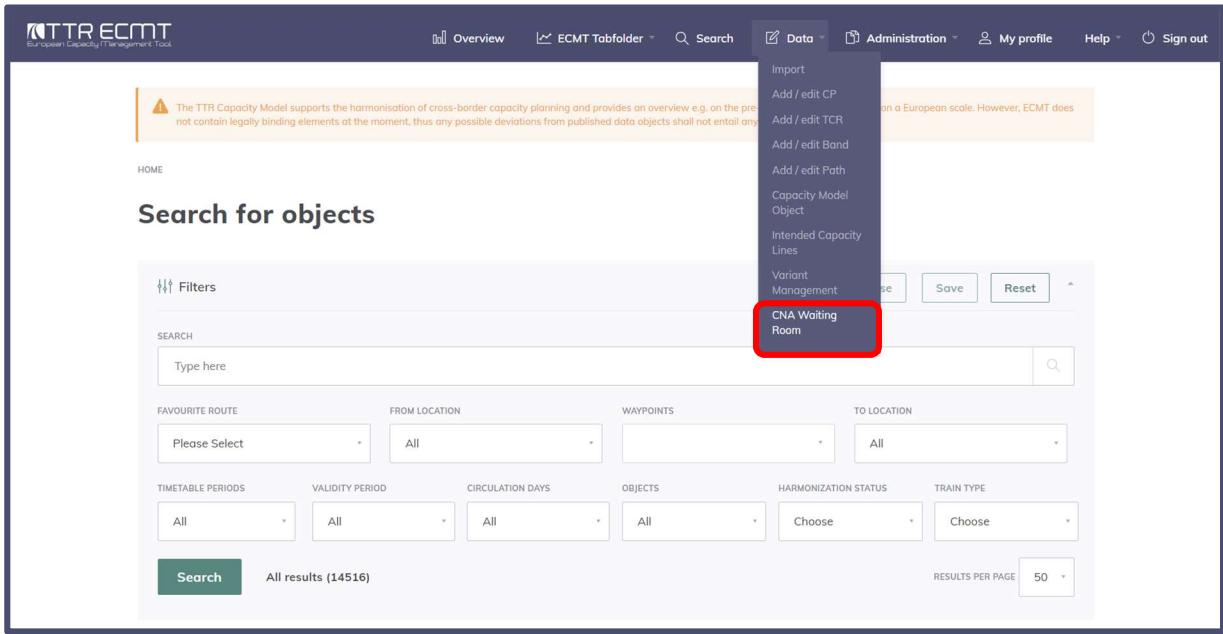 TTR ECMT
European Capacity Management Tool
Overview
ECMT Tabfolder
Search
Data
Administration
My profile
Help
Sign out
Import
Add / edit CP
Add / edit TCR
Add / edit Band
Add / edit Path
Capacity Model
Object
Intended Capacity
Lines
Variant
Management
CNA Waiting
Room
The TTR Capacity Model supports the harmonisation of cross-border capacity planning and provides an overview e.g. on the pre- on a European scale. However, ECMT does
not contain legally binding elements at the moment, thus any possible deviations from published data objects shall not entail any
HOME
Search for objects
Filters
se
Save
Reset
SEARCH
Type here
FAVOURITE ROUTE
FROM LOCATION
WAYPOINTS
TO LOCATION
Please Select
All
All
TIMETABLE PERIODS
VALIDITY PERIOD
CIRCULATION DAYS
OBJECTS
HARMONIZATION STATUS
TRAIN TYPE
All
All
All
All
Choose
Choose
Search
All results (14516)
RESULTS PER PAGE
50